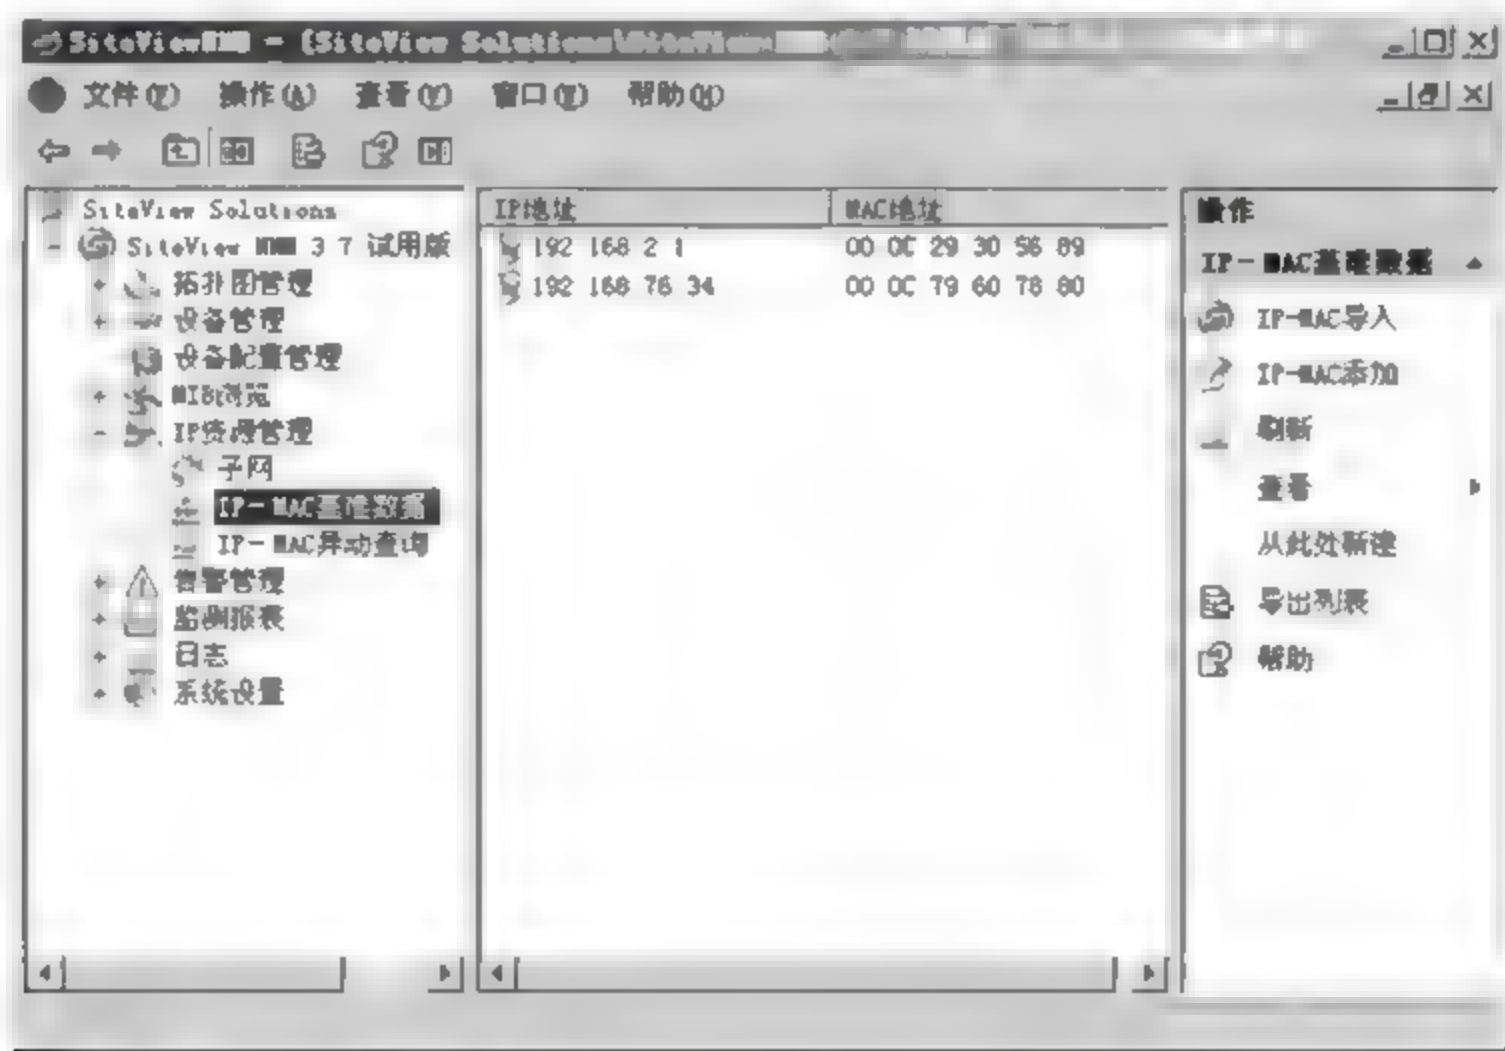 SiteViewNNM - [SiteView Solutions\SiteView
文件(F) 操作(A) 查看(V) 窗口(W) 帮助(H)
SiteView Solutions
SiteView NNM 3 7 试用版
拓扑图管理
设备管理
设备配置管理
MIB浏览
IP资源管理
子网
IP-MAC基准数据
IP-MAC异动查询
告警管理
监测报表
日志
系统设置
IP地址 MAC地址
192 168 2 1 00 0C 29 30 56 89
192 168 76 34 00 0C 79 60 78 80
操作
IP-MAC基准数据
IP-MAC导入
IP-MAC添加
刷新
查看
从此处新建
导出列表
帮助